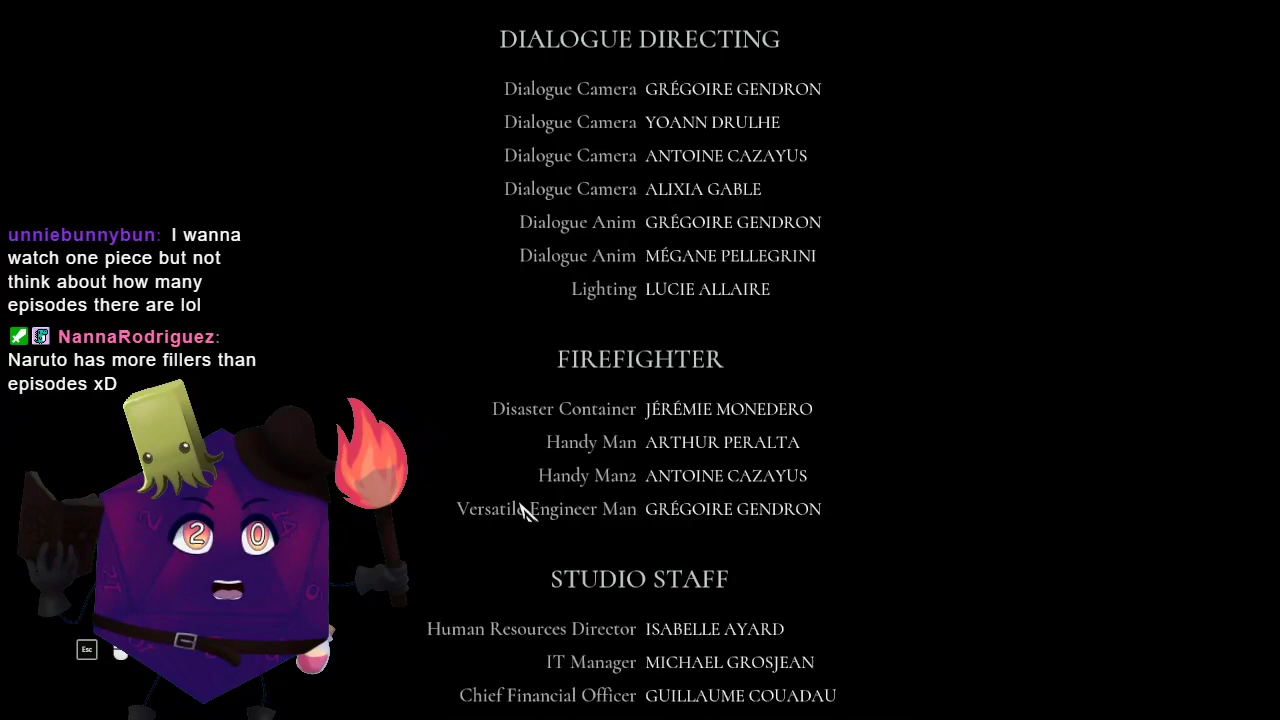 DIALOGUE DIRECTING
Dialogue Camera GRÉGOIRE GENDRON
Dialogue Camera YOANN DRULHE
Dialogue Camera ANTOINE CAZAYUS
Dialogue Camera ALIXIA GABLE
Dialogue Anim GRÉGOIRE GENDRON
Dialogue Anim MÉGANE PELLEGRINI
Lighting LUCIE ALLAIRE
FIREFIGHTER
Disaster Container JÉRÉMIE MONEDERO
Handy Man ARTHUR PERALTA
Handy Man2 ANTOINE CAZAYUS
Versatile Engineer Man GRÉGOIRE GENDRON
STUDIO STAFF
Human Resources Director ISABELLE AYARD
IT Manager MICHAEL GROSJEAN
Chief Financial Officer GUILLAUME COUADAU
unniebunnybun: I wanna
watch one piece but not
think about how many
episodes there are lol
NannaRodriguez:
Naruto has more fillers than
episodes xD
2 0
Esc